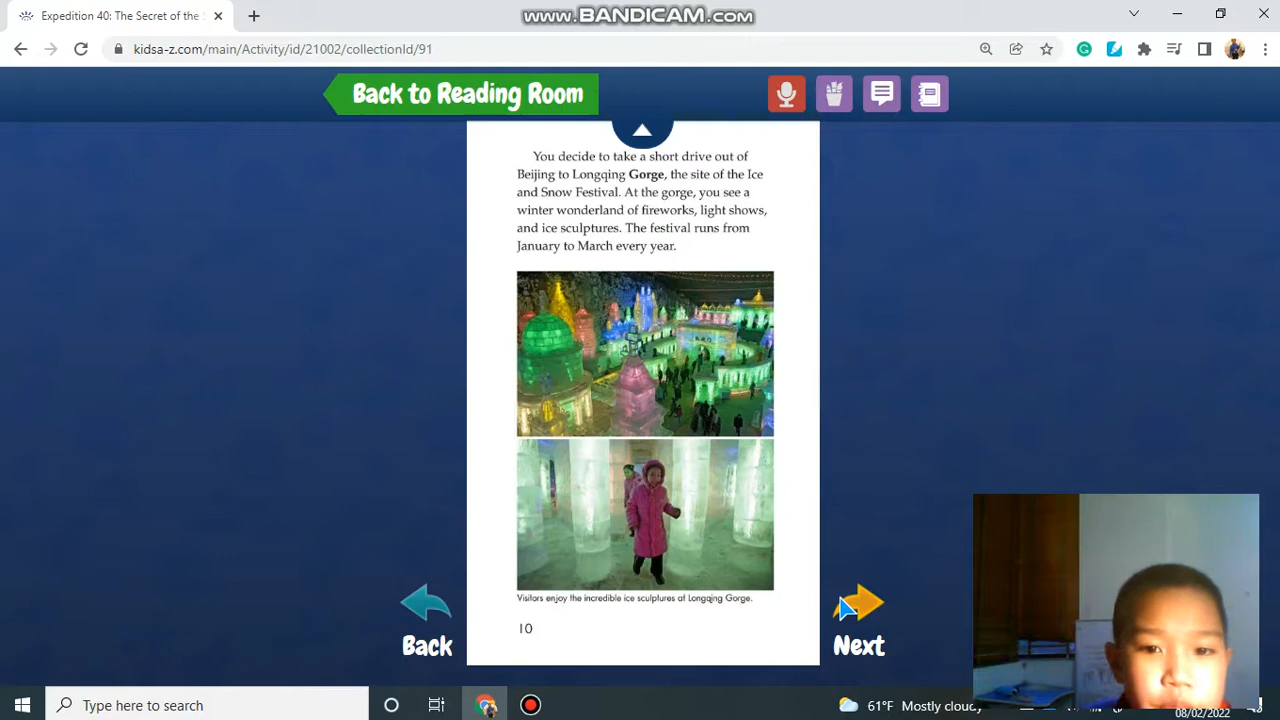 WWW.BANDICAM.COM
Expedition 40: The Secret of the
kidsa-z.com/main/Activity/id/21002/collectionId/91
Back to Reading Room
You decide to take a short drive out of
Beijing to Longqing Gorge, the site of the Ice
and Snow Festival. At the gorge, you see a
winter wonderland of fireworks, light shows,
and ice sculptures. The festival runs from
January to March every year.
Visitors enjoy the incredible ice sculptures at Longqing Gorge.
10
Back
Next
Type here to search
61°F Mostly cloudy
08/02/2022